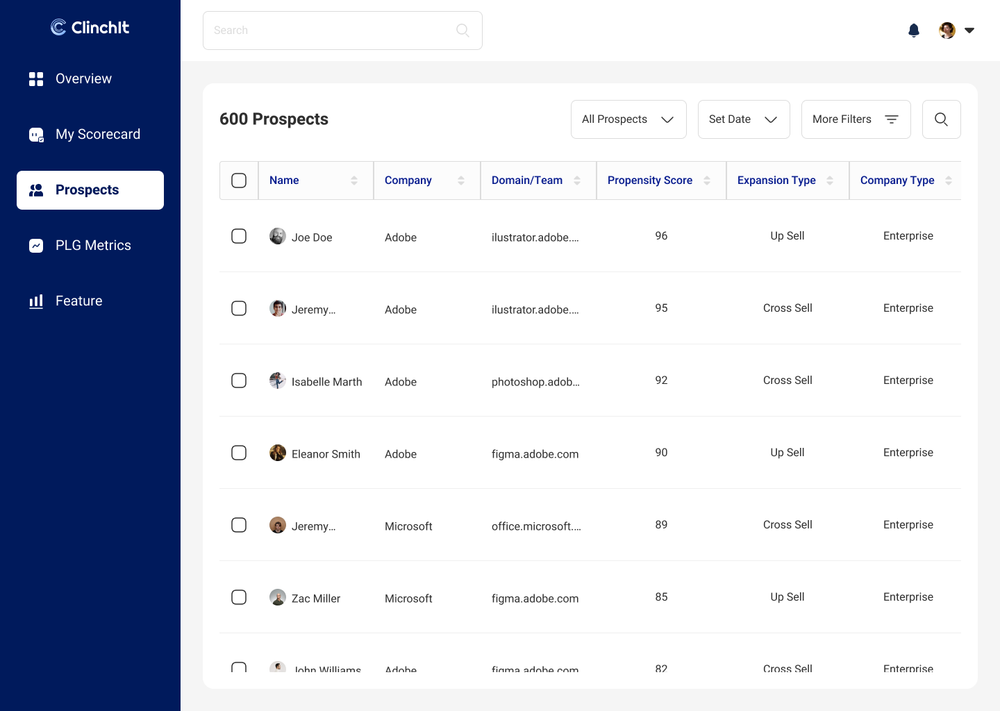 ClinchIt
Search
Overview
My Scorecard
Prospects
PLG Metrics
Feature
600 Prospects
All Prospects
Set Date
More Filters
Name Company Domain/Team Propensity Score Expansion Type Company Type
Joe Doe Adobe ilustrator.adobe.... 96 Up Sell Enterprise
Jeremy... Adobe ilustrator.adobe.... 95 Cross Sell Enterprise
Isabelle Marth Adobe photoshop.adob... 92 Cross Sell Enterprise
Eleanor Smith Adobe figma.adobe.com 90 Up Sell Enterprise
Jeremy... Microsoft office.microsoft.... 89 Cross Sell Enterprise
Zac Miller Microsoft figma.adobe.com 85 Up Sell Enterprise
John Williams Adobe figma.adobe.com 82 Cross Sell Enterprise